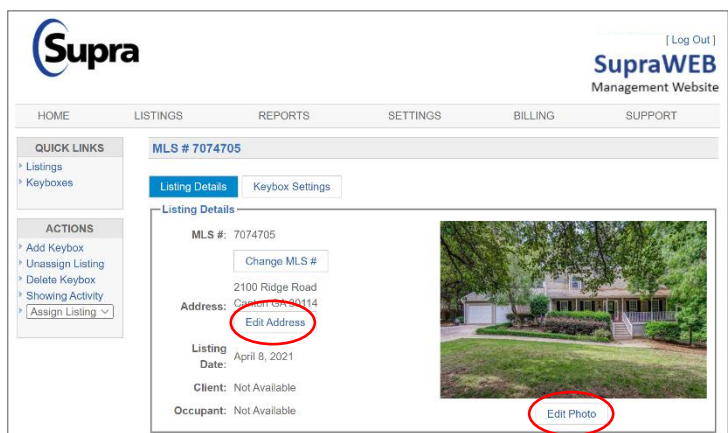 Supra
[ Log Out ]
SupraWEB
Management Website
HOME LISTINGS REPORTS SETTINGS BILLING SUPPORT
QUICK LINKS
Listings
Keyboxes
ACTIONS
Add Keybox
Unassign Listing
Delete Keybox
Showing Activity
Assign Listing
MLS # 7074705
Listing Details Keybox Settings
Listing Details
MLS #: 7074705
Change MLS #
2100 Ridge Road
Address: Canton GA 30114
Edit Address
Listing
Date: April 8, 2021
Client: Not Available
Occupant: Not Available
Edit Photo